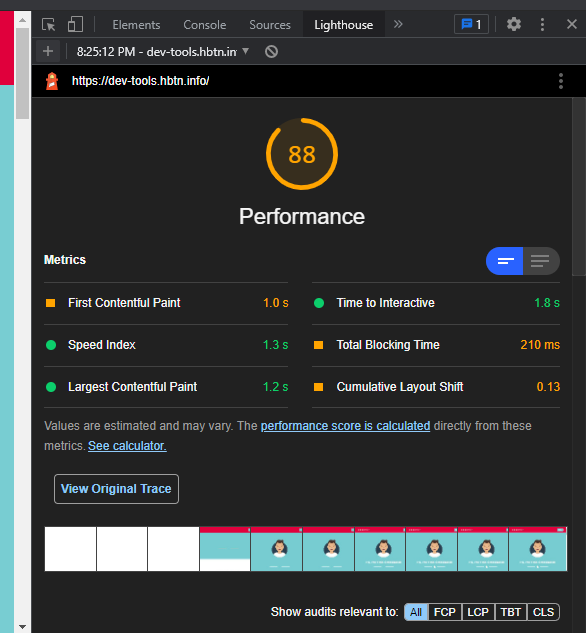 Elements Console Sources Lighthouse » 1
+ 8:25:12 PM - dev-tools.hbtn.in
https://dev-tools.hbtn.info/
88
Performance
Metrics
First Contentful Paint 1.0 s Time to Interactive 1.8 s
Speed Index 1.3 s Total Blocking Time 210 ms
Largest Contentful Paint 1.2 s Cumulative Layout Shift 0.13
Values are estimated and may vary. The performance score is calculated directly from these
metrics. See calculator.
View Original Trace
Show audits relevant to: All FCP LCP TBT CLS